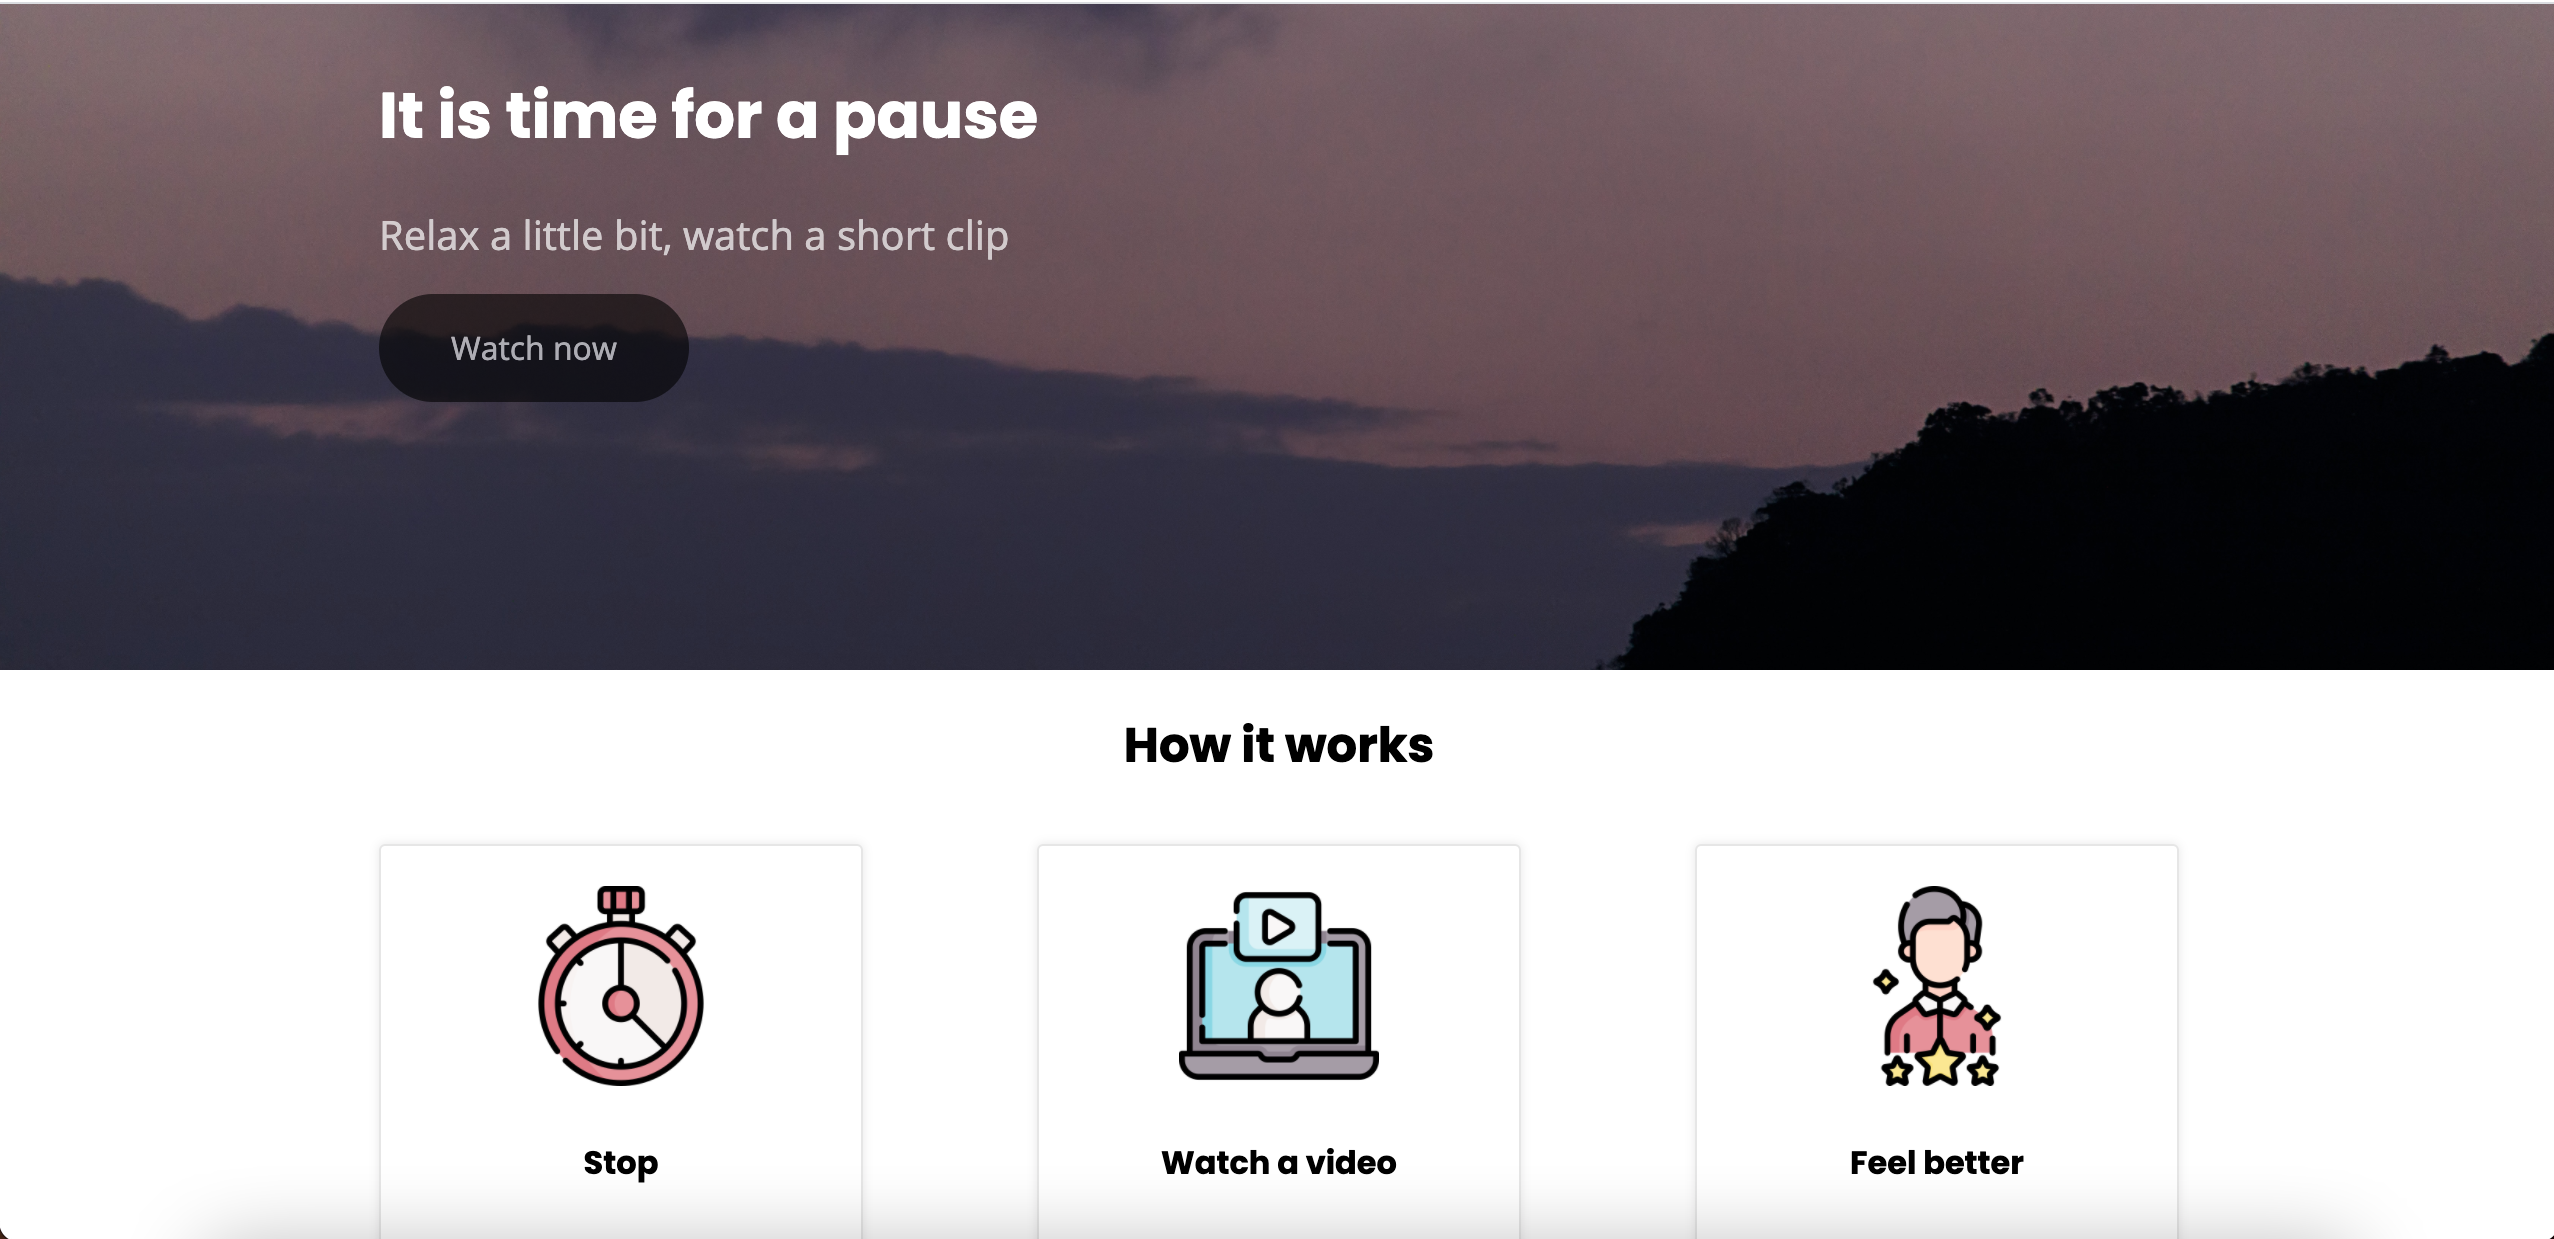 It is time for a pause
Relax a little bit, watch a short clip
Watch now
How it works
Stop
Watch a video
Feel better